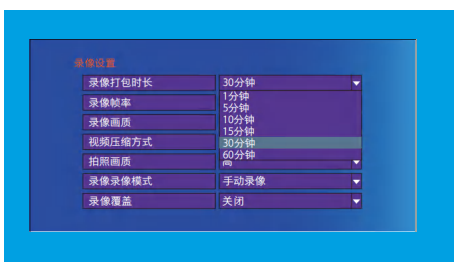 录像设置
录像打包时长 30分钟
录像帧率 1分钟
5分钟
录像画质 10分钟
15分钟
视频压缩方式 30分钟
60分钟
拍照画质 高
录像录像模式 手动录像
录像覆盖 关闭